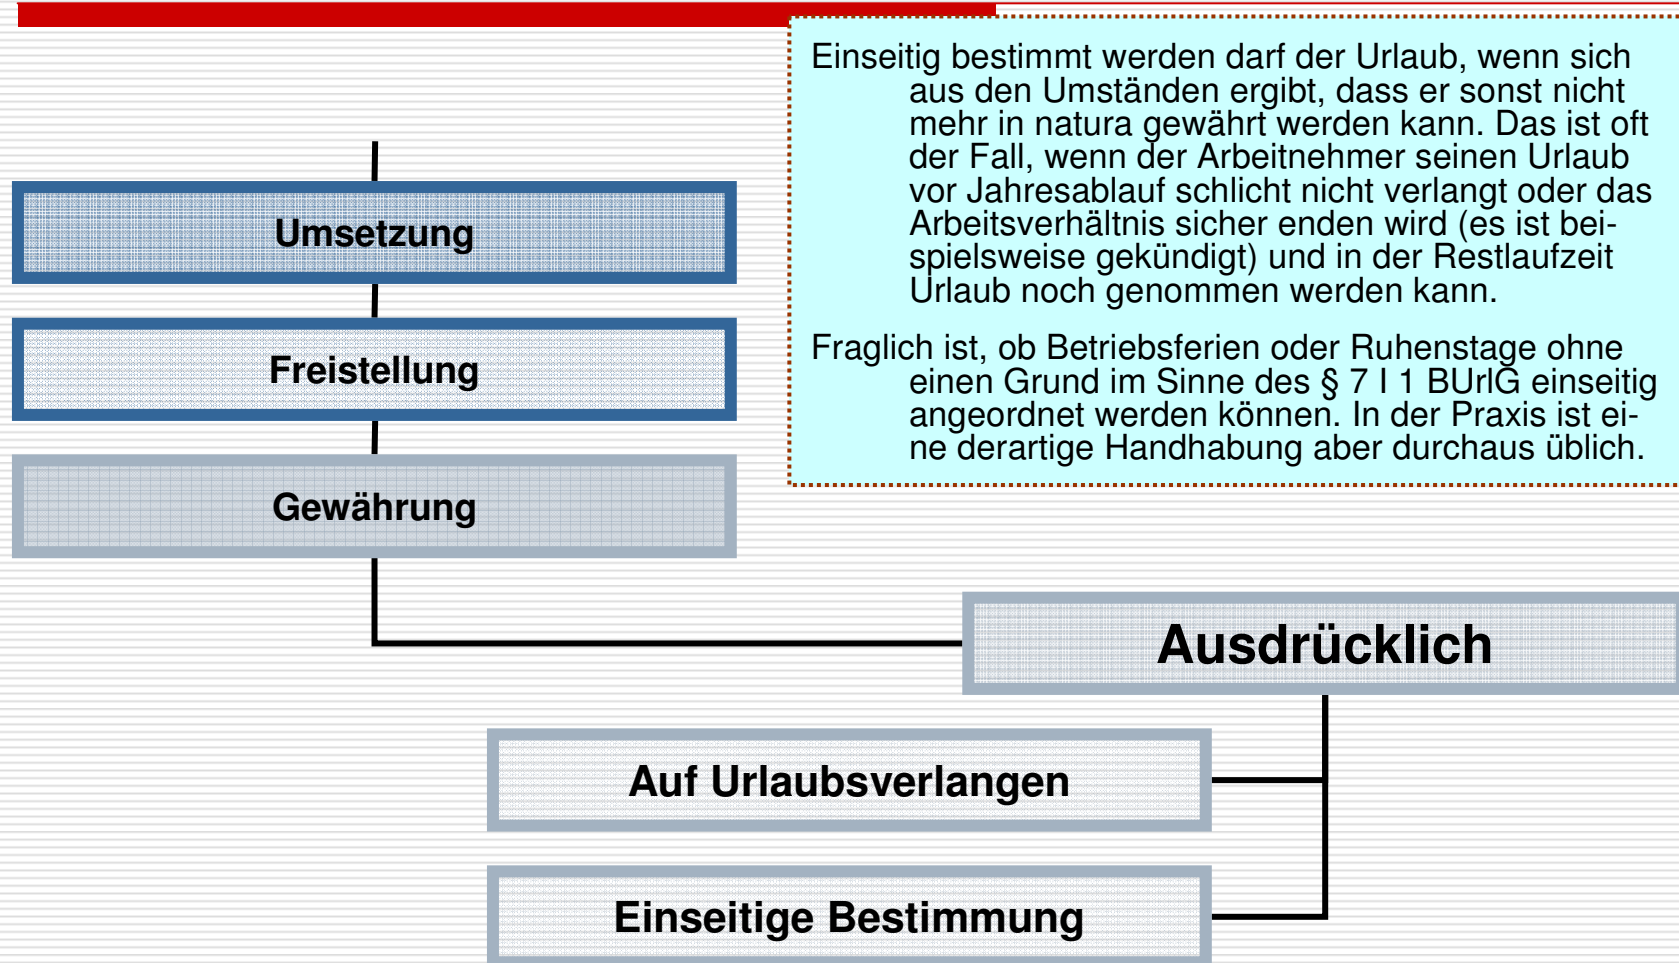 Einseitig bestimmt werden darf der Urlaub, wenn sich
aus den Umständen ergibt, dass er sonst nicht
mehr in natura gewährt werden kann. Das ist oft
der Fall, wenn der Arbeitnehmer seinen Urlaub
vor Jahresablauf schlicht nicht verlangt oder das
Arbeitsverhältnis sicher enden wird (es ist bei-
spielsweise gekündigt) und in der Restlaufzeit
Urlaub noch genommen werden kann.
Fraglich ist, ob Betriebsferien oder Ruhenstage ohne
einen Grund im Sinne des § 7 I 1 BUrlG einseitig
angeordnet werden können. In der Praxis ist ei-
ne derartige Handhabung aber durchaus üblich.
Umsetzung
Freistellung
Gewährung
Ausdrücklich
Auf Urlaubsverlangen
Einseitige Bestimmung